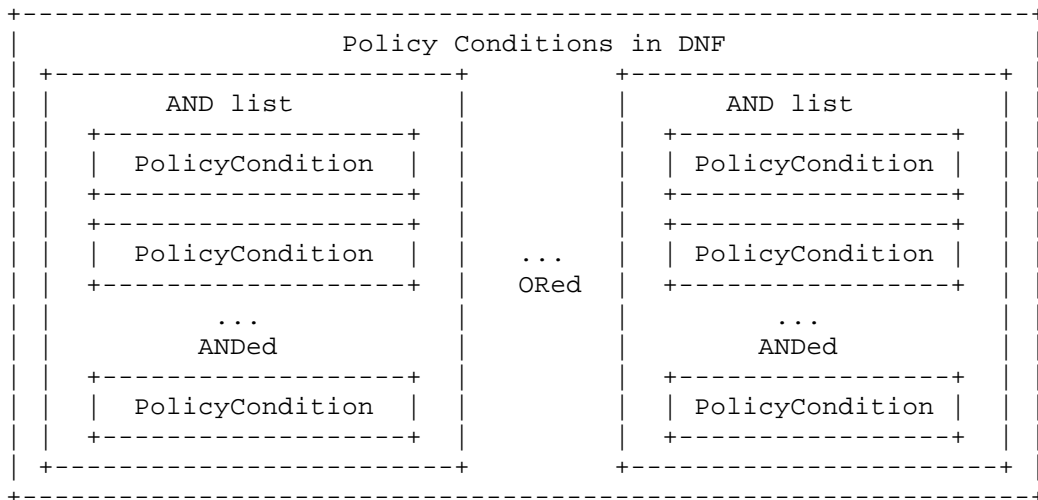 Policy Conditions in DNF
AND list AND list
PolicyCondition PolicyCondition
PolicyCondition ... PolicyCondition
ORed
... ...
ANDed ANDed
PolicyCondition PolicyCondition